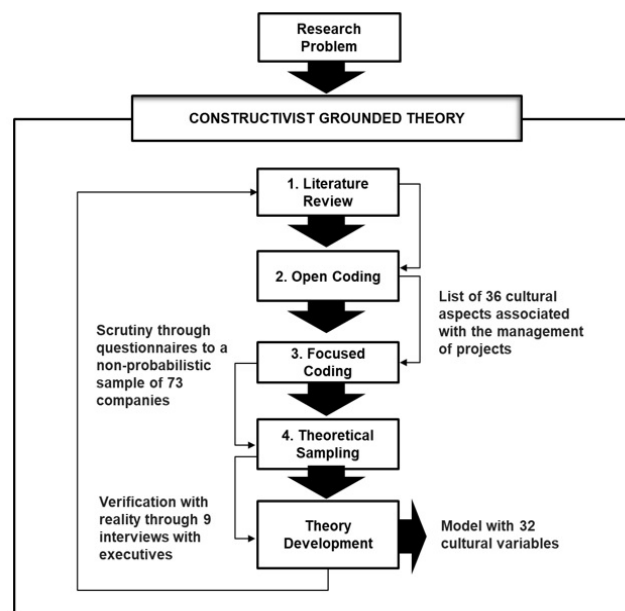 Research
Problem
CONSTRUCTIVIST GROUNDED THEORY
1. Literature
Review
2. Open Coding
List of 36 cultural
aspects associated
with the management
of projects
Scrutiny through
questionnaires to a
non-probabilistic
sample of 73
companies
3. Focused
Coding
4. Theoretical
Sampling
Verification with
reality through 9
interviews with
executives
Theory
Development
Model with 32
cultural variables